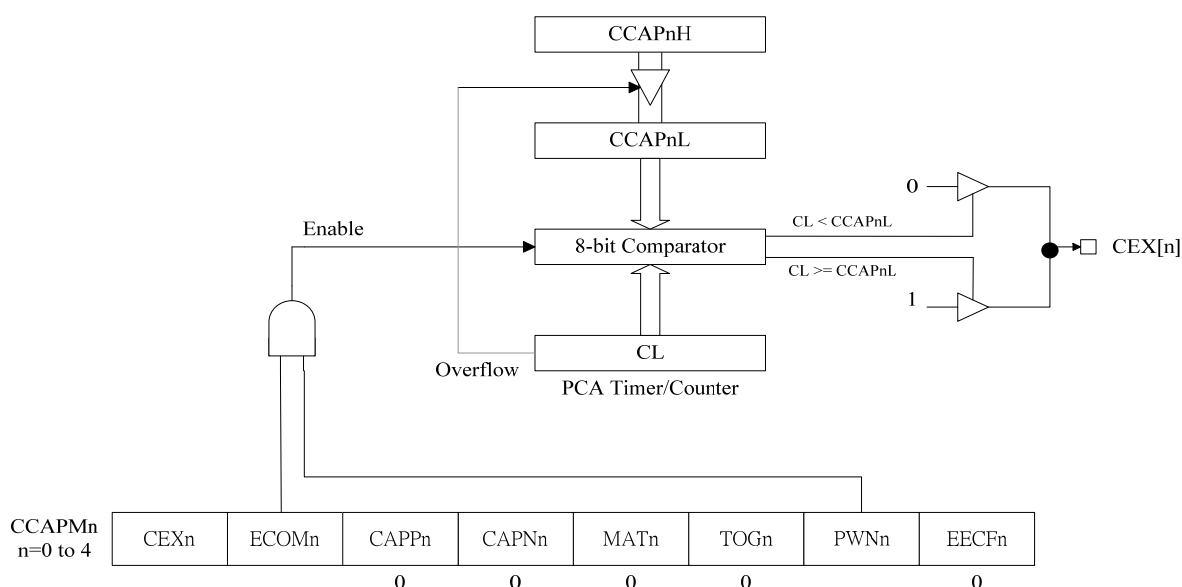 CCAPnH
CCAPnL
0
CL < CCAPnL
Enable
8-bit Comparator
CEX[n]
CL >= CCAPnL
1
CL
Overflow
PCA Timer/Counter
CCAPMn
n=0 to 4
CEXn ECOMn CAPPn CAPNn MATn TOGn PWNn EECFn
0 0 0 0 0